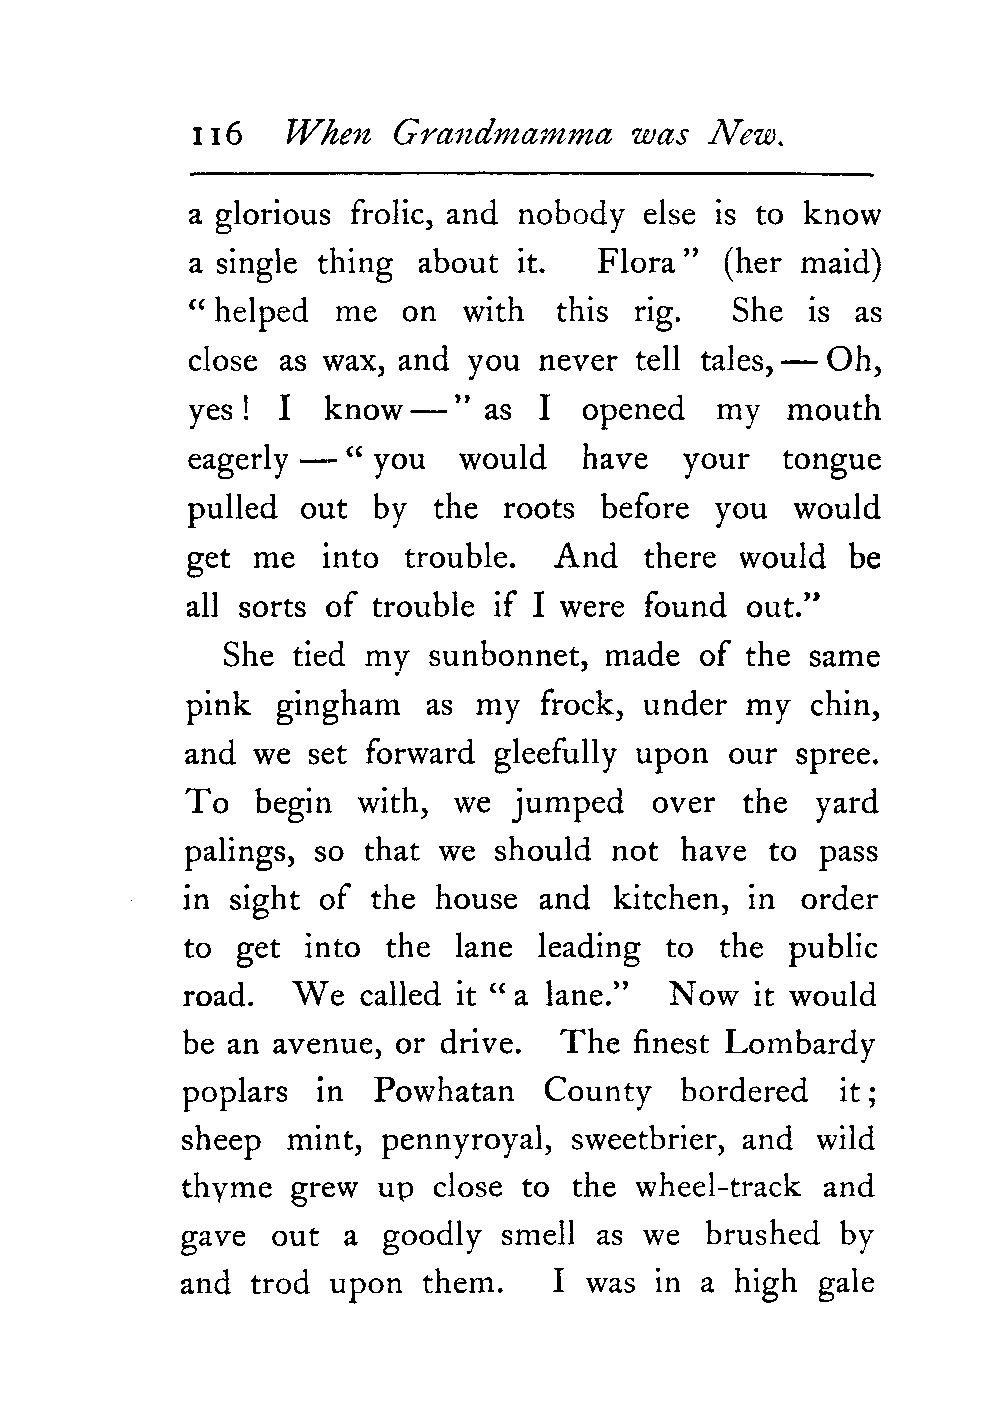 116 When Grandmamma was New.
a glorious frolic, and nobody else is to know
a single thing about it. Flora" (her maid)
"helped me on with this rig. She is as
close as wax, and you never tell tales,—Oh,
yes! I know—" as I opened my mouth
eagerly—"you would have your tongue
pulled out by the roots before you would
get me into trouble. And there would be
all sorts of trouble if I were found out."
She tied my sunbonnet, made of the same
pink gingham as my frock, under my chin,
and we set forward gleefully upon our spree.
To begin with, we jumped over the yard
palings, so that we should not have to pass
in sight of the house and kitchen, in order
to get into the lane leading to the public
road. We called it "a lane." Now it would
be an avenue, or drive. The finest Lombardy
poplars in Powhatan County bordered it;
sheep mint, pennyroyal, sweetbrier, and wild
thyme grew up close to the wheel-track and
gave out a goodly smell as we brushed by
and trod upon them. I was in a high gale